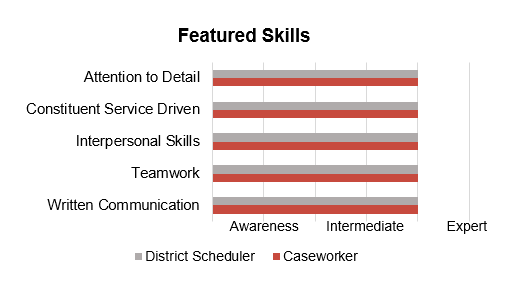 Featured Skills
Attention to Detail
Constituent Service Driven
Interpersonal Skills
Teamwork
Written Communication
Awareness Intermediate Expert
District Scheduler Caseworker